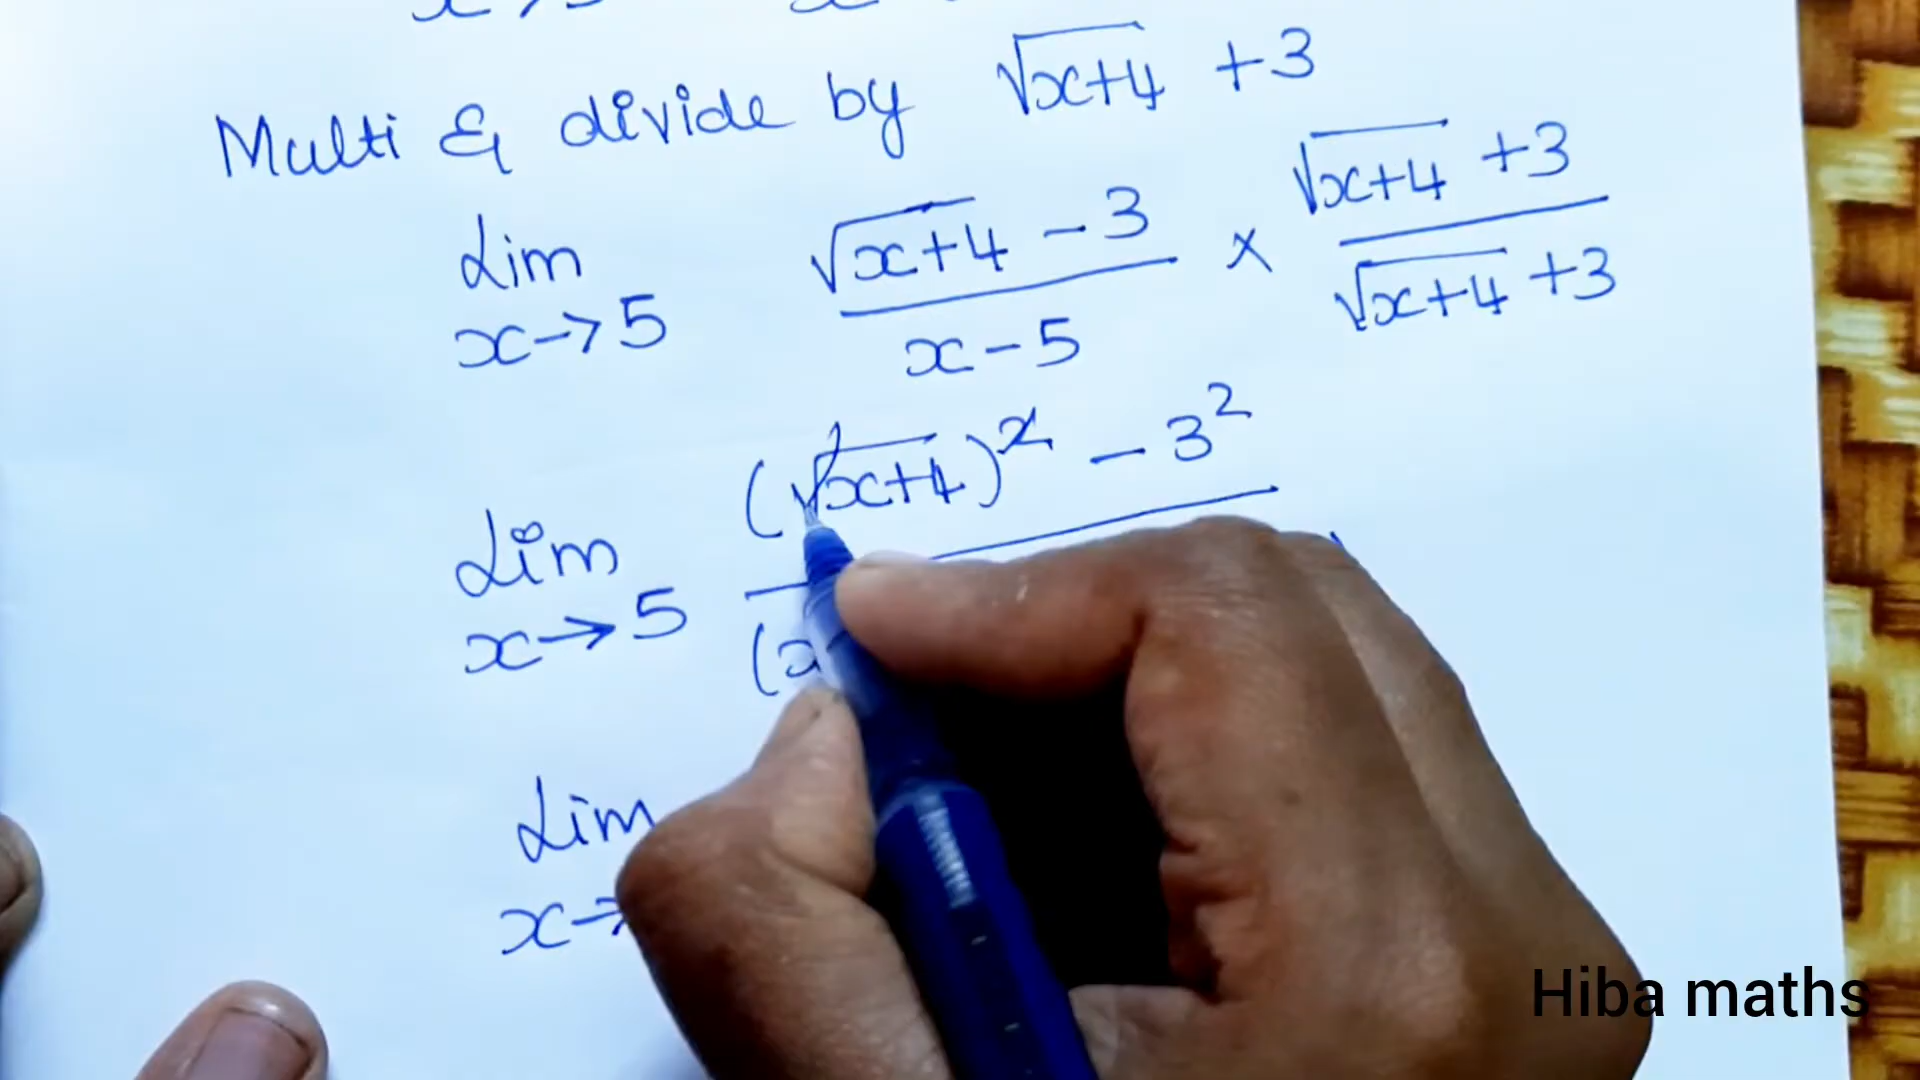 Multi & divide by √x+4 +3
Lim x→5 √x+4 - 3 / x - 5 × √x+4 +3 / √x+4 +3
Lim x→5 (√x+4)² - 3² / (x
Lim
x→
Hiba maths